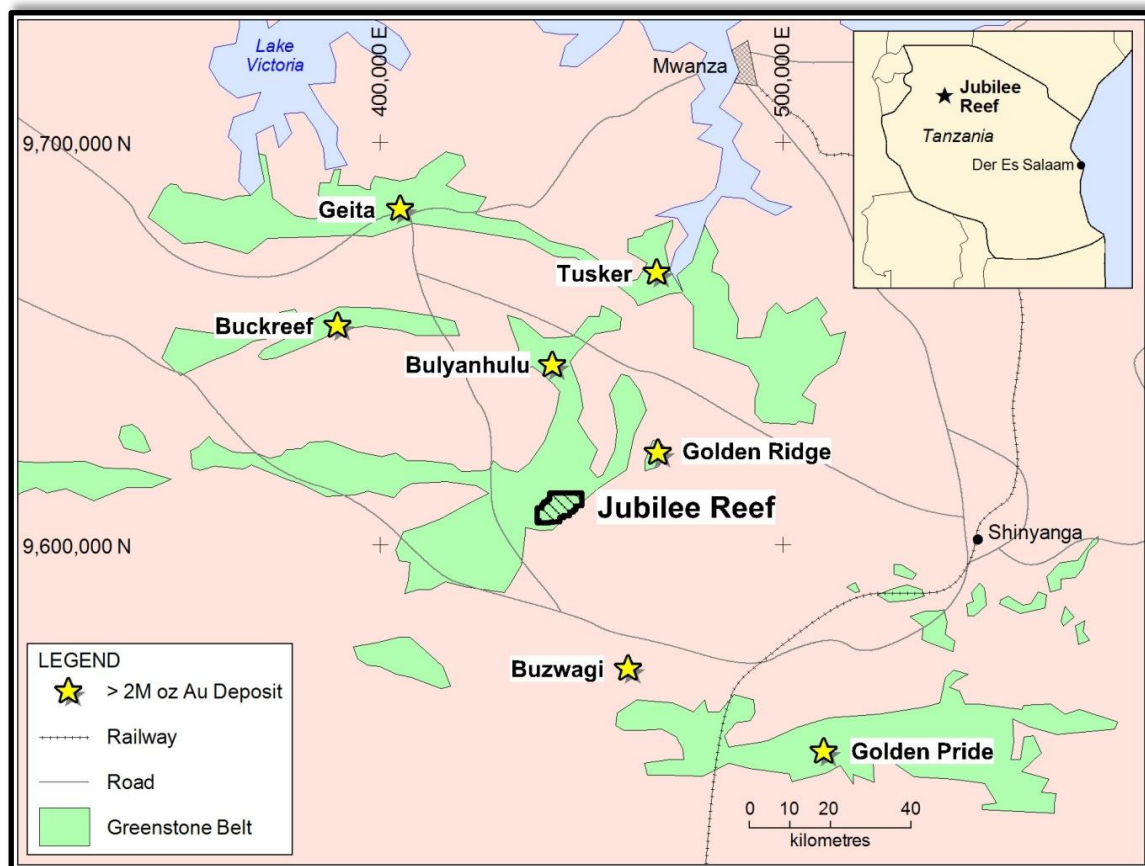 Lake
Victoria
400,000 E
Mwanza
500,000 E
9,700,000 N
Jubilee
Reef
Tanzania
Der Es Salaam
Geita
Tusker
Buckreef
Bulyanhulu
Golden Ridge
Jubilee Reef
Shinyanga
9,600,000 N
Buzwagi
Golden Pride
LEGEND
> 2M oz Au Deposit
Railway
Road
Greenstone Belt
0 10 20 40
kilometres